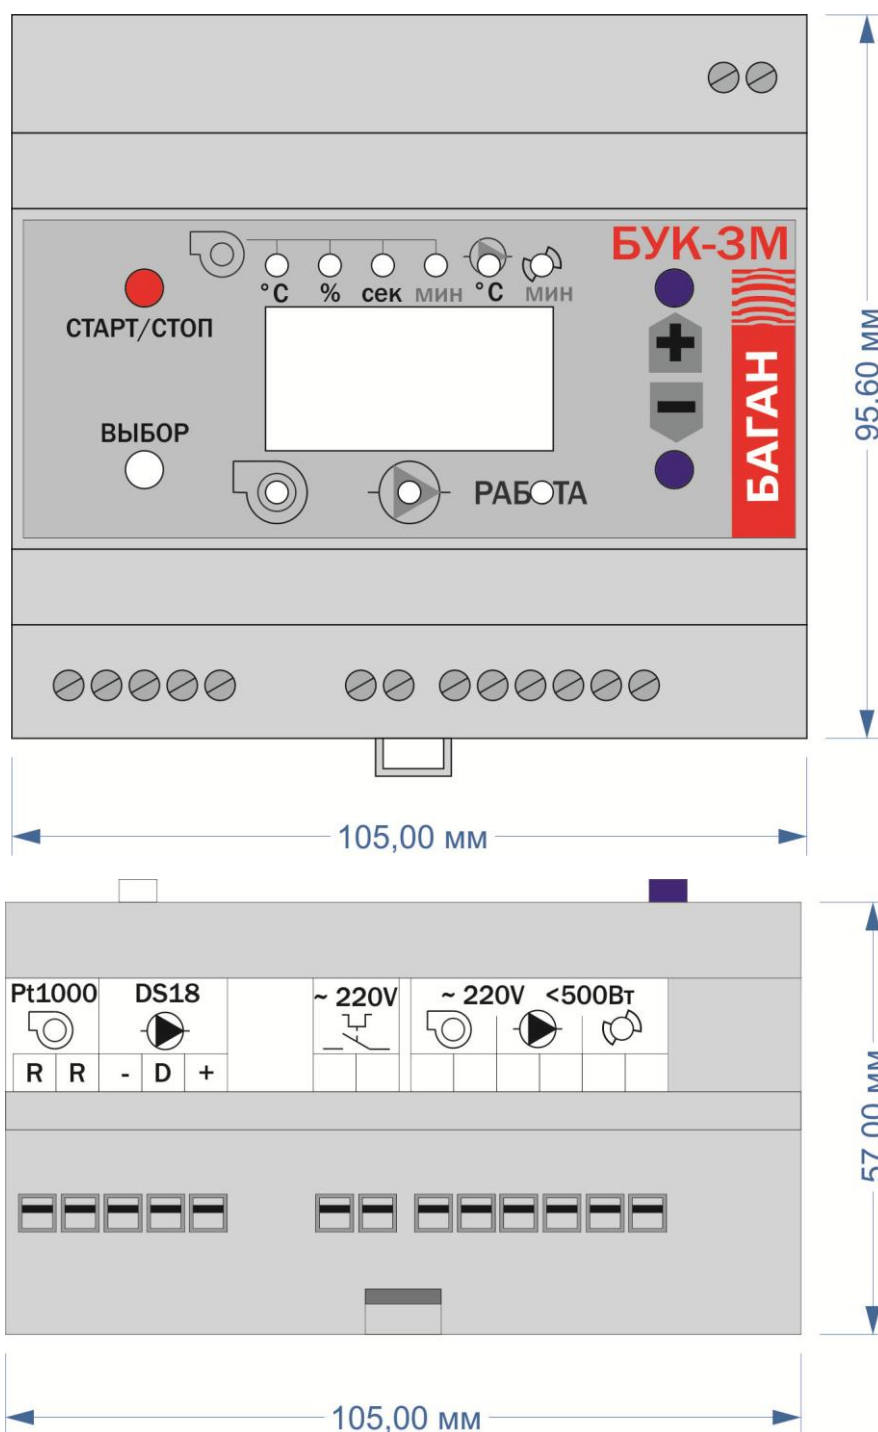 БУК-3М
°C % сек мин °C мин
СТАРТ/СТОП
ВЫБОР
БАГАН
РАБОТА
95,60 мм
105,00 мм
Pt1000 DS18 ~ 220V ~ 220V <500Вт
R R - D +
57,00 мм
105,00 мм